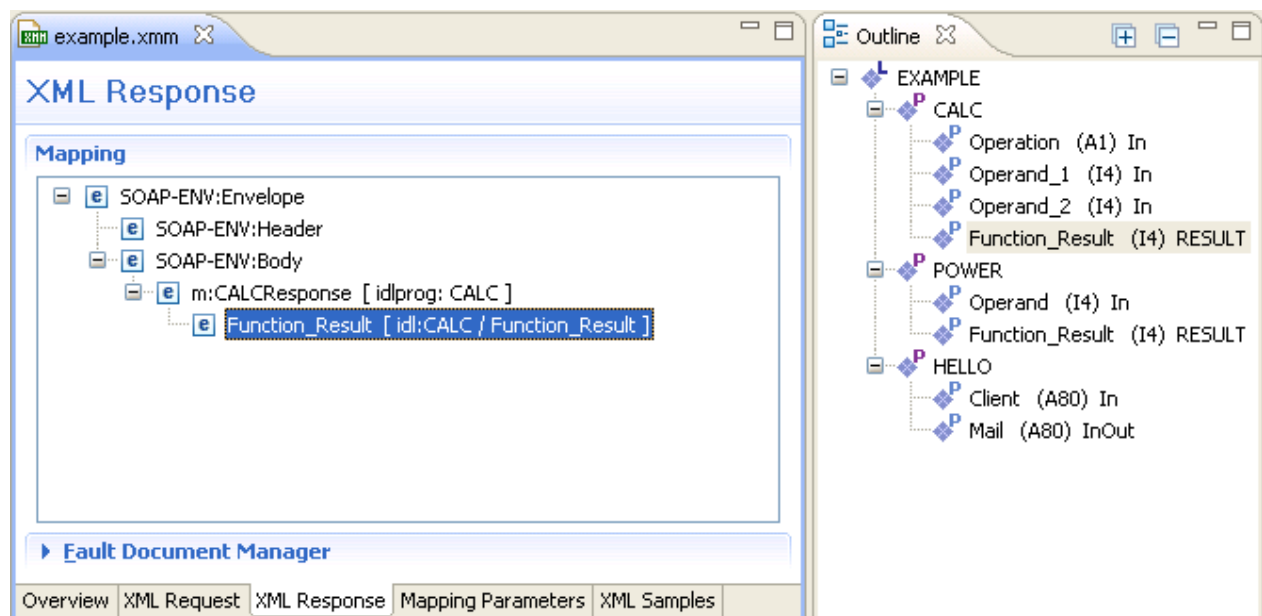 example.xmm
XML Response
Mapping
SOAP-ENV:Envelope
SOAP-ENV:Header
SOAP-ENV:Body
m:CALCResponse [ idlprog: CALC ]
Function_Result [ idl:CALC / Function_Result ]
Fault Document Manager
Overview XML Request XML Response Mapping Parameters XML Samples
Outline
EXAMPLE
CALC
Operation (A1) In
Operand_1 (I4) In
Operand_2 (I4) In
Function_Result (I4) RESULT
POWER
Operand (I4) In
Function_Result (I4) RESULT
HELLO
Client (A80) In
Mail (A80) InOut